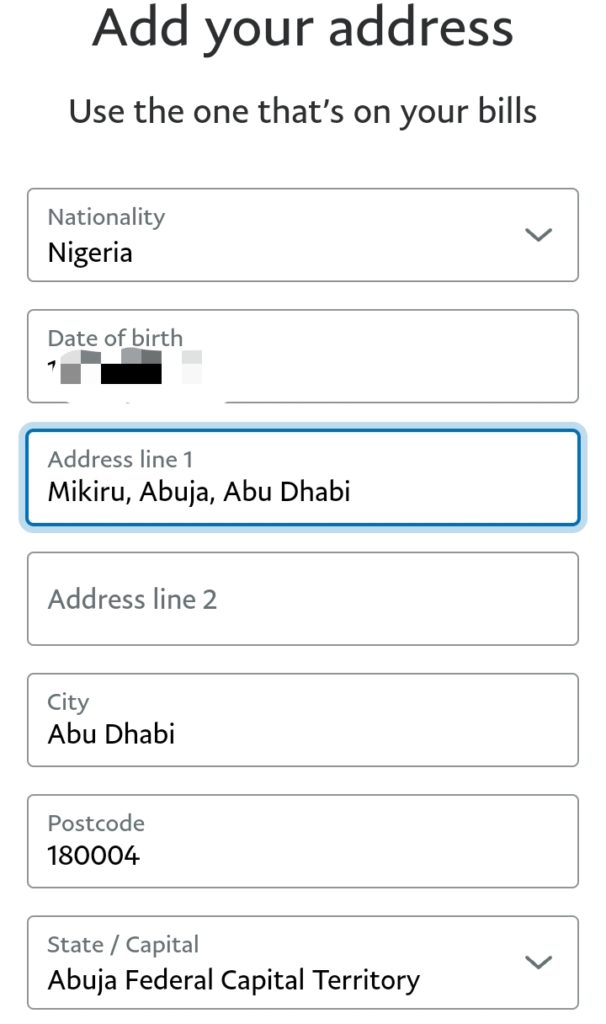 Add your address
Use the one that's on your bills
Nationality
Nigeria
Date of birth
Address line 1
Mikiru, Abuja, Abu Dhabi
Address line 2
City
Abu Dhabi
Postcode
180004
State / Capital
Abuja Federal Capital Territory